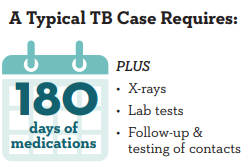 A Typical TB Case Requires:
180
days of
medications
PLUS
• X-rays
• Lab tests
• Follow-up &
testing of contacts